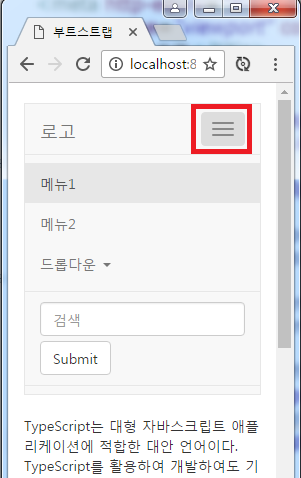 <meta http-e
viewport" c
부트스트랩
localhost:8
로고
메뉴1
메뉴2
드롭다운
검색
Submit
TypeScript는 대형 자바스크립트 애플
리케이션에 적합한 대안 언어이다.
TypeScript를 활용하여 개발하여도 기